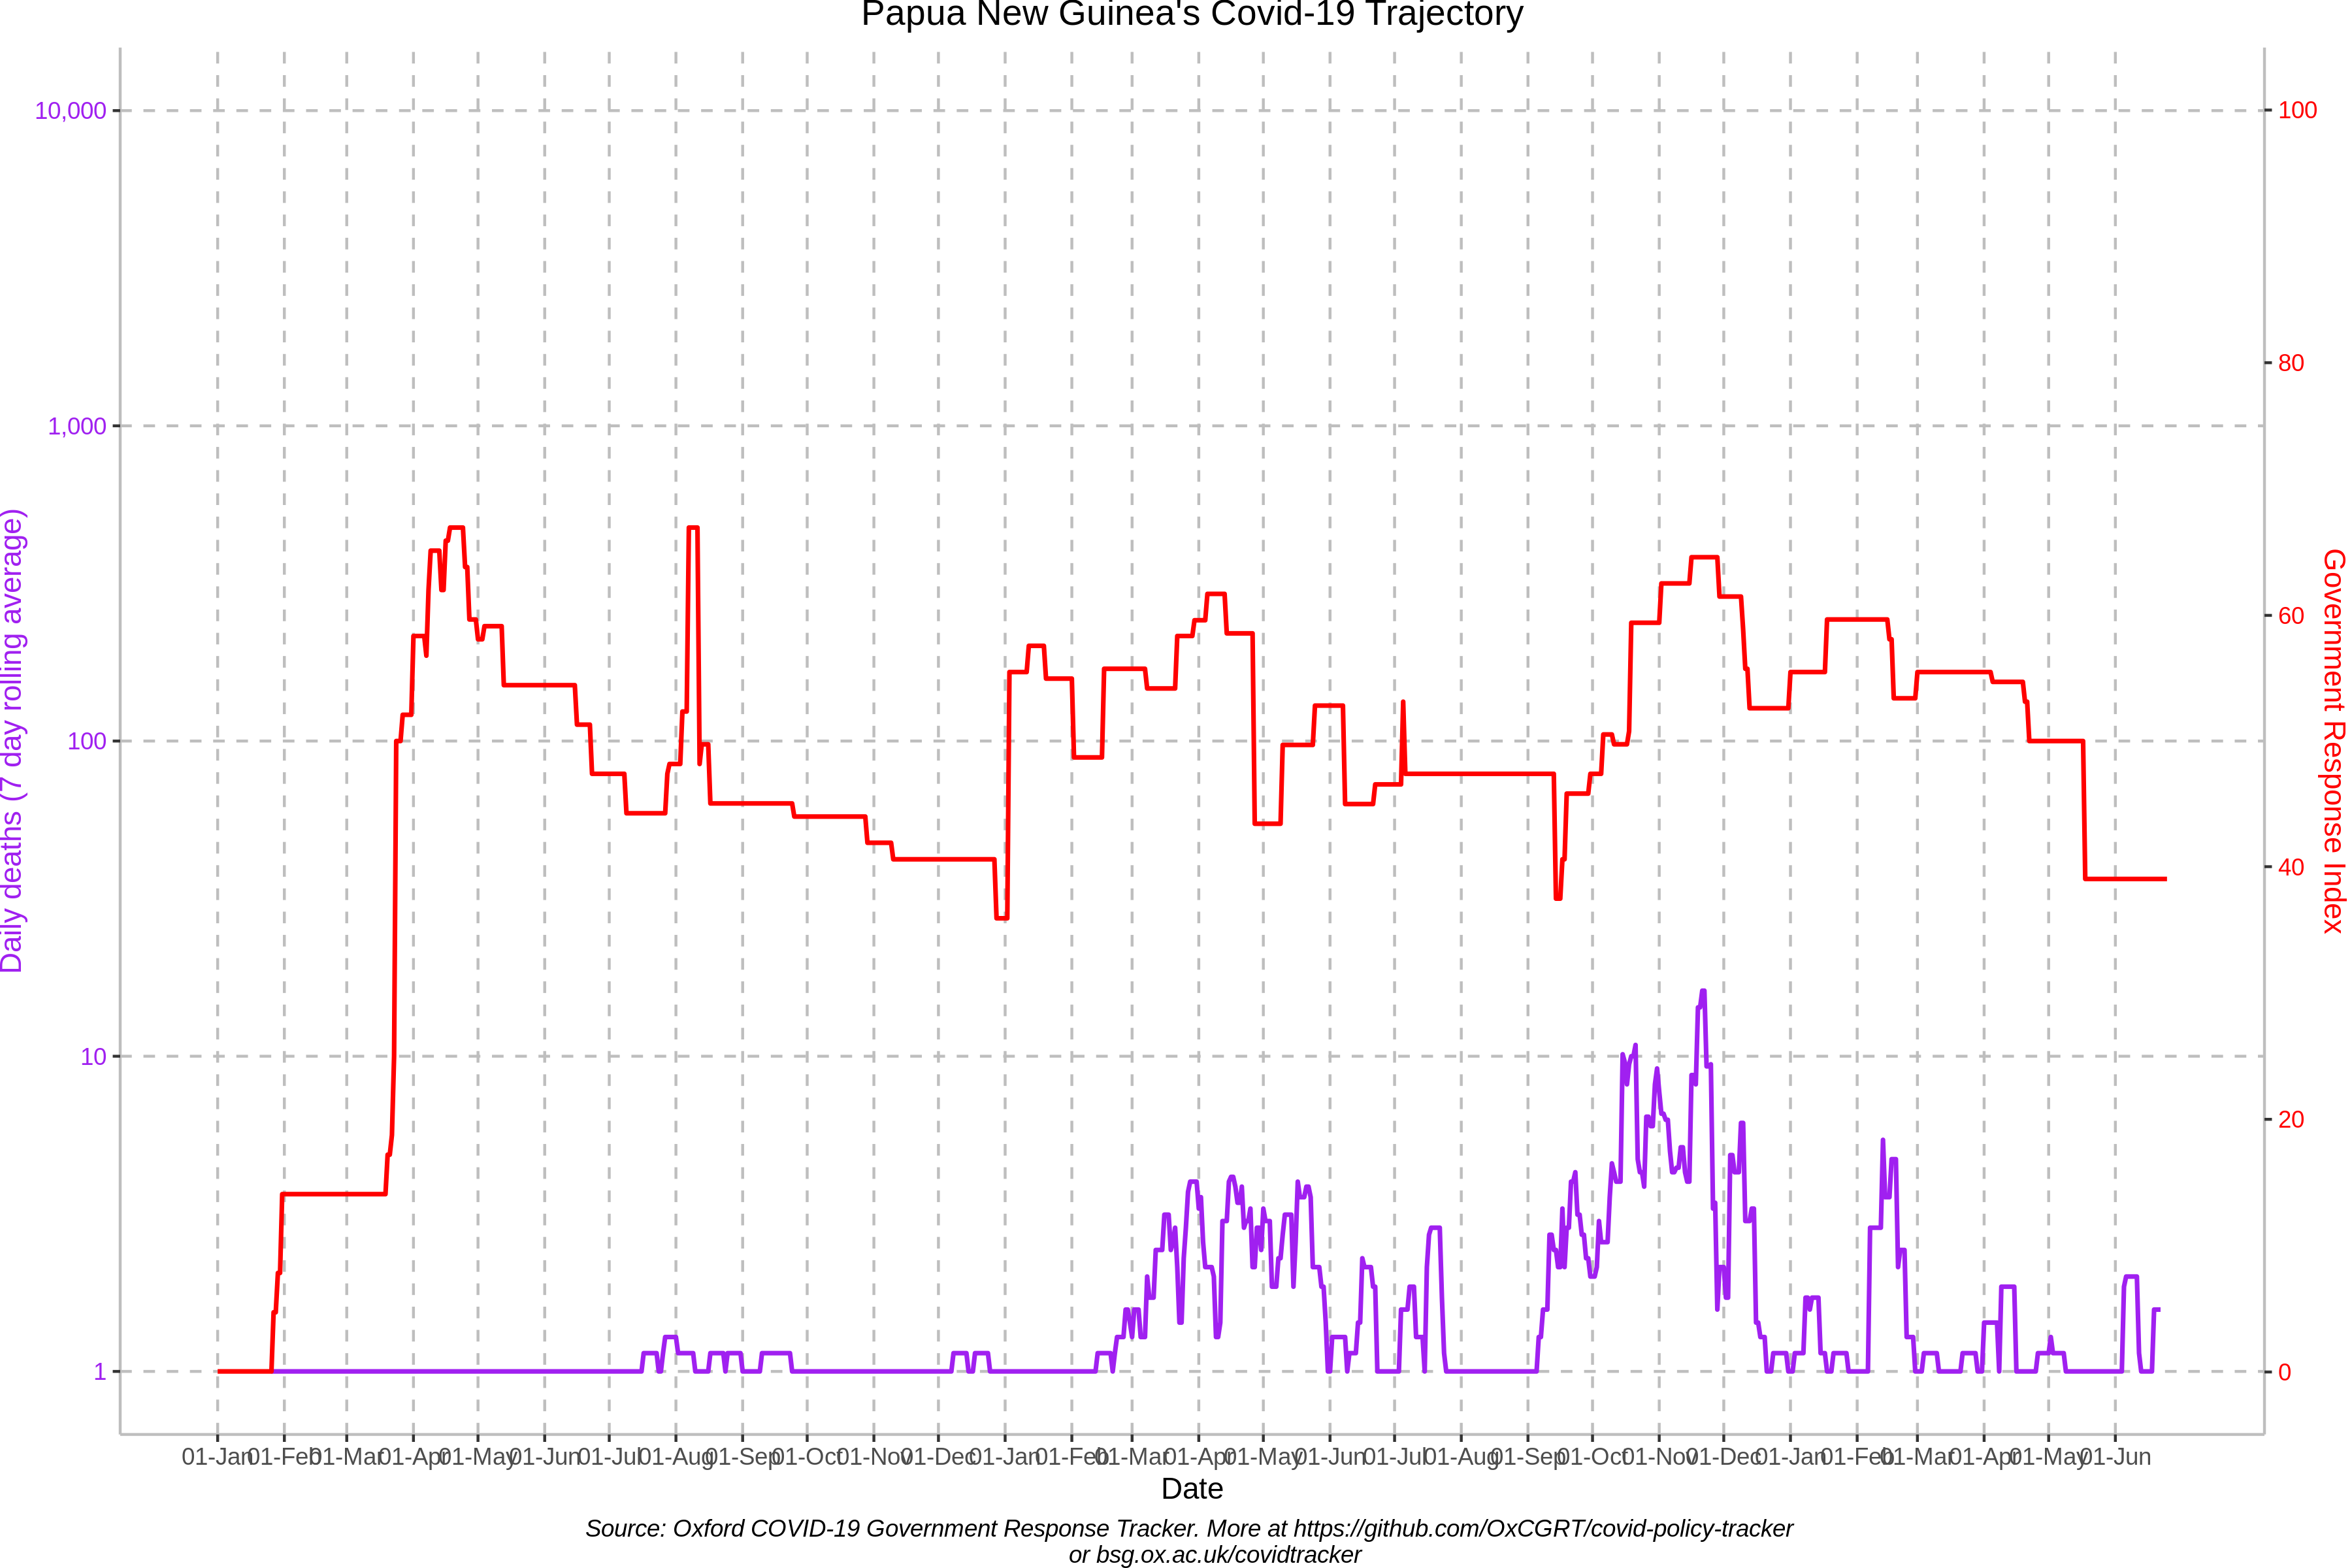 Papua New Guinea's Covid-19 Trajectory
10,000
1,000
100
10
1
Daily deaths (7 day rolling average)
100
80
60
40
20
0
Government Response Index
01-Jan 01-Feb 01-Mar 01-Apr 01-May 01-Jun 01-Jul 01-Aug 01-Sep 01-Oct 01-Nov 01-Dec 01-Jan 01-Feb 01-Mar 01-Apr 01-May 01-Jun 01-Jul 01-Aug 01-Sep 01-Oct 01-Nov 01-Dec 01-Jan 01-Feb 01-Mar 01-Apr 01-May 01-Jun
Date
Source: Oxford COVID-19 Government Response Tracker. More at https://github.com/OxCGRT/covid-policy-tracker
or bsg.ox.ac.uk/covidtracker